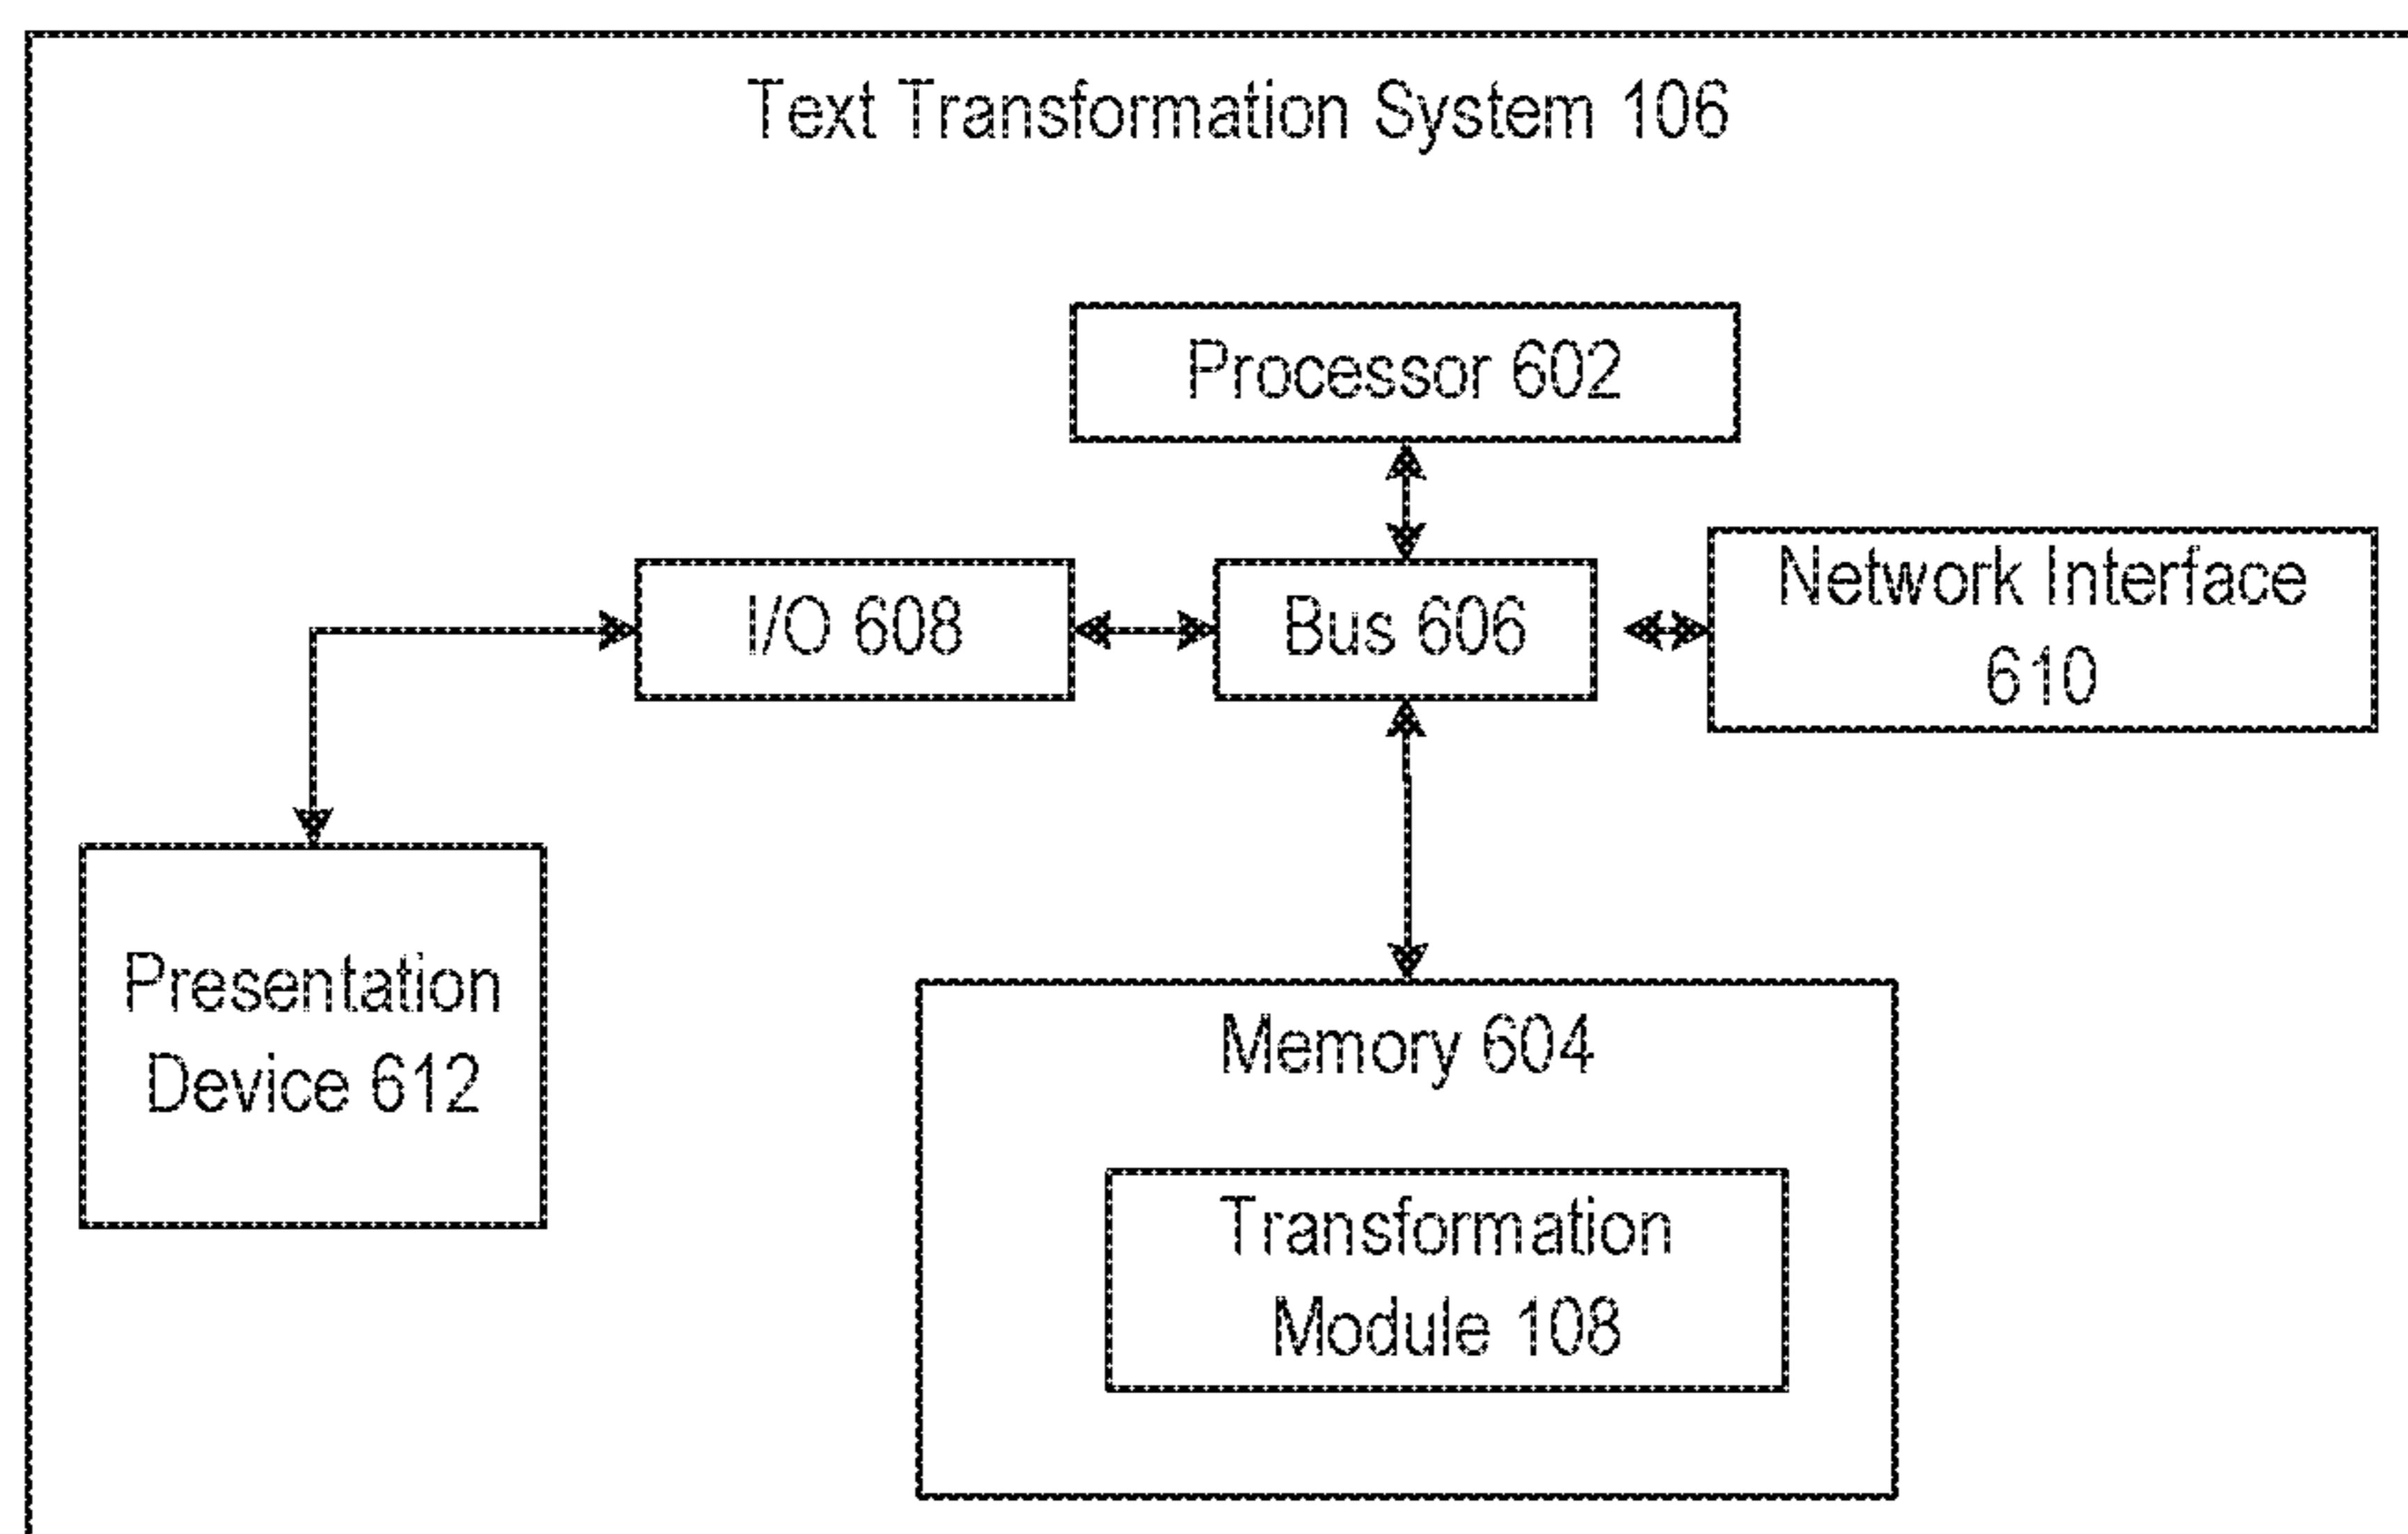 Text Transformation System 106
Processor 602
I/O 608
Bus 606
Network Interface
610
Presentation
Device 612
Memory 604
Transformation
Module 108